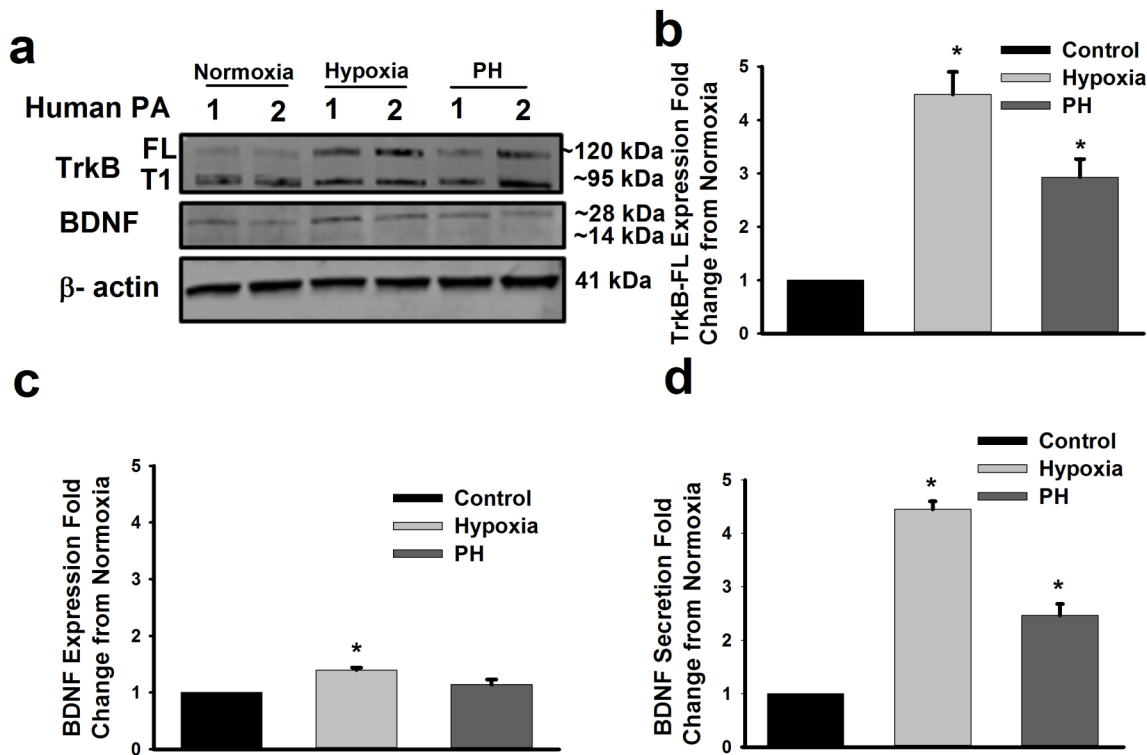 a
Normoxia Hypoxia PH
Human PA 1 2 1 2 1 2
TrkB FL ~120 kDa
T1 ~95 kDa
BDNF ~28 kDa
~14 kDa
β- actin 41 kDa
b
Control
Hypoxia
PH
TrkB-FL Expression Fold
Change from Normoxia
5
4
3
2
1
0
*
*
c
Control
Hypoxia
PH
BDNF Expression Fold
Change from Normoxia
5
4
3
2
1
0
*
d
Control
Hypoxia
PH
BDNF Secretion Fold
Change from Normoxia
5
4
3
2
1
0
*
*